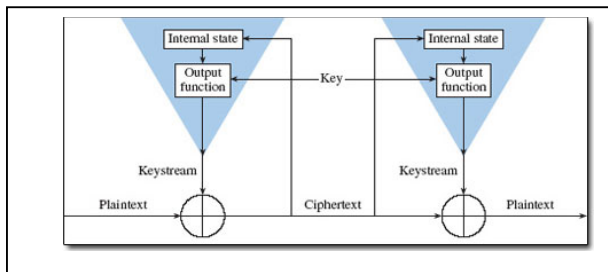 Internal state
Internal state
Output
function
Key
Output
function
Keystream
Keystream
Plaintext
Ciphertext
Plaintext